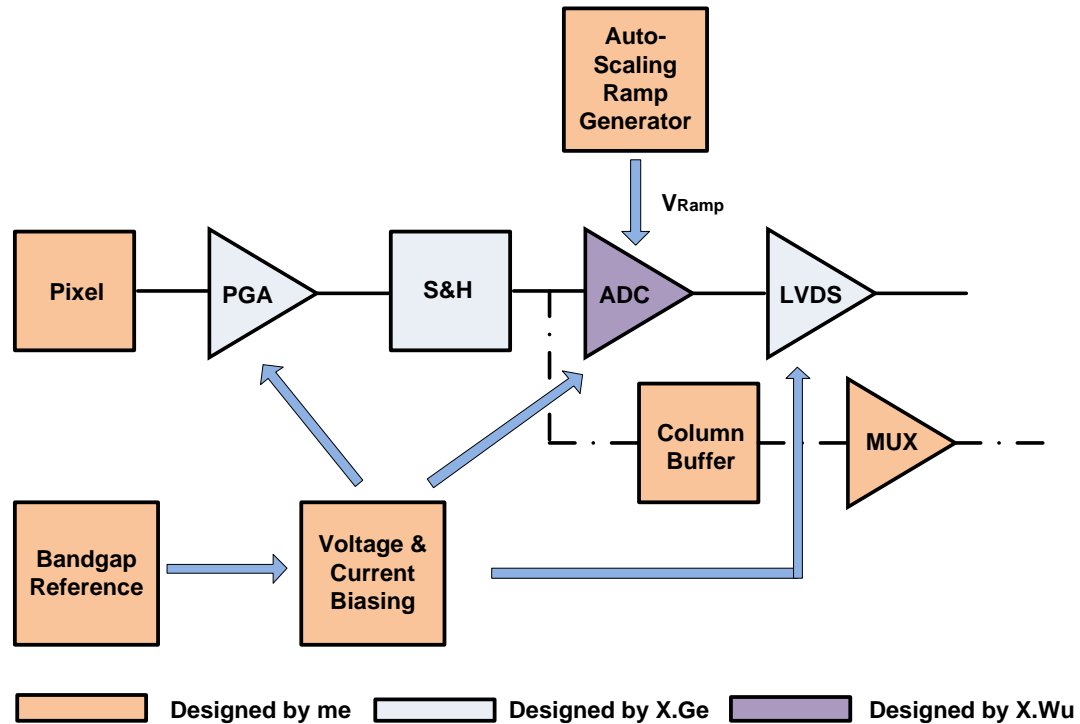 Auto-
Scaling
Ramp
Generator
VRamp
Pixel
PGA
S&H
ADC
LVDS
Column
Buffer
MUX
Bandgap
Reference
Voltage &
Current
Biasing
Designed by me
Designed by X.Ge
Designed by X.Wu